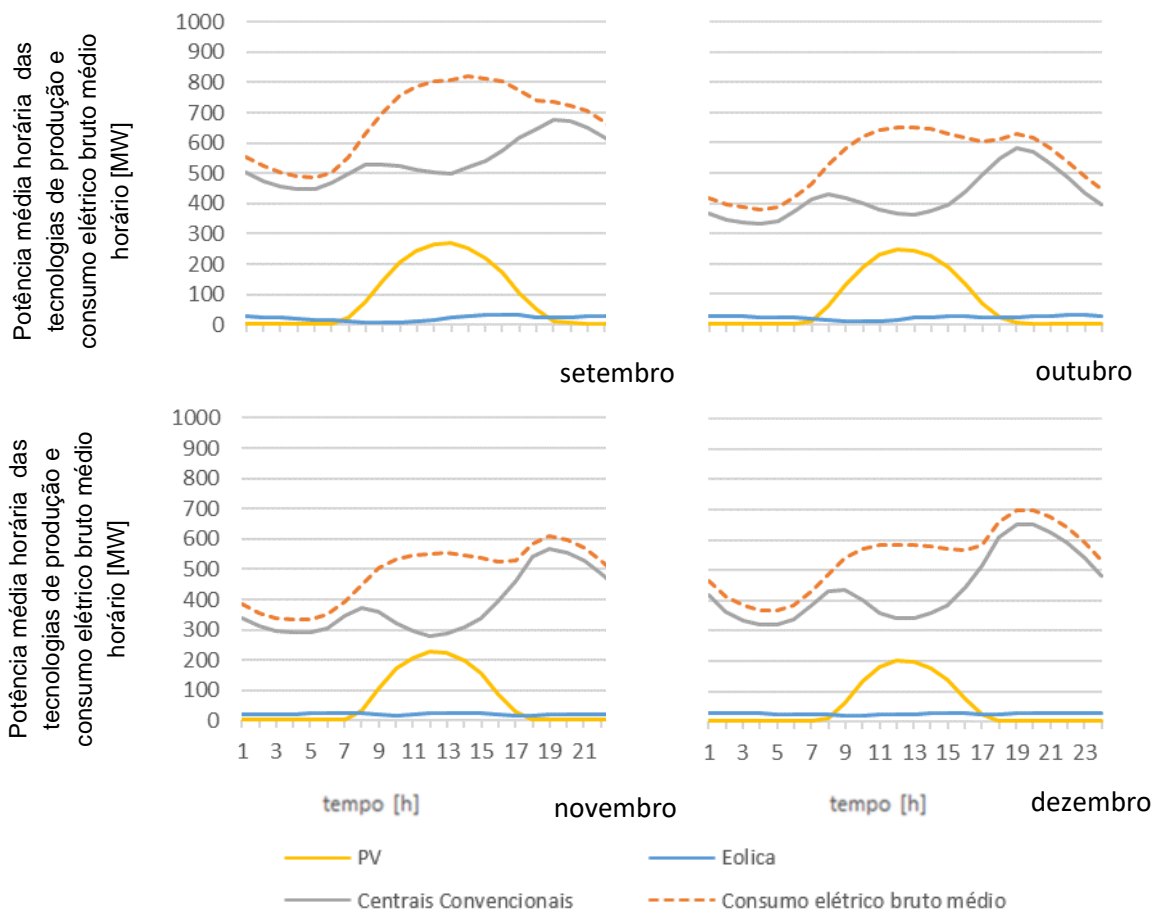 Potência média horária das
tecnologias de produção e
consumo elétrico bruto médio
horário [MW]
1000
900
800
700
600
500
400
300
200
100
0
setembro
outubro
Potência média horária das
tecnologias de produção e
consumo elétrico bruto médio
horário [MW]
1000
900
800
700
600
500
400
300
200
100
0
1 3 5 7 9 11 13 15 17 19 21
1 3 5 7 9 11 13 15 17 19 21 23
tempo [h]
novembro
tempo [h]
dezembro
PV
Eolica
Centrais Convencionais
Consumo elétrico bruto médio